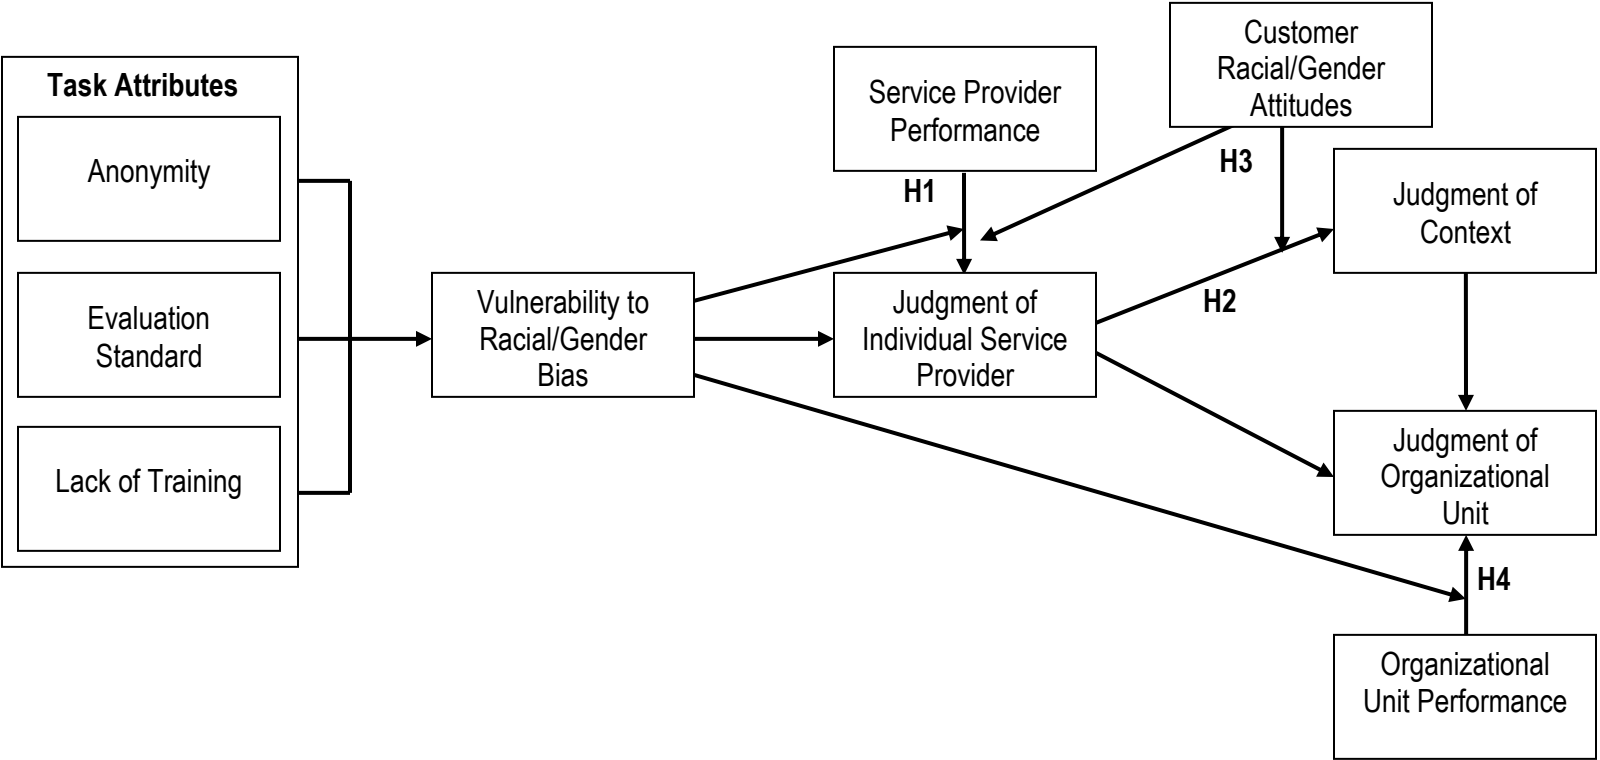 Task Attributes
Anonymity
Evaluation
Standard
Lack of Training
Vulnerability to
Racial/Gender
Bias
Service Provider
Performance
H1
Judgment of
Individual Service
Provider
Customer
Racial/Gender
Attitudes
H3
H2
Judgment of
Context
Judgment of
Organizational
Unit
H4
Organizational
Unit Performance